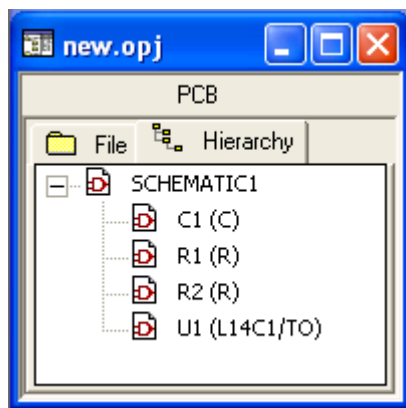 new.opj
PCB
File Hierarchy
SCHEMATIC1
C1 (C)
R1 (R)
R2 (R)
U1 (L14C1/TO)